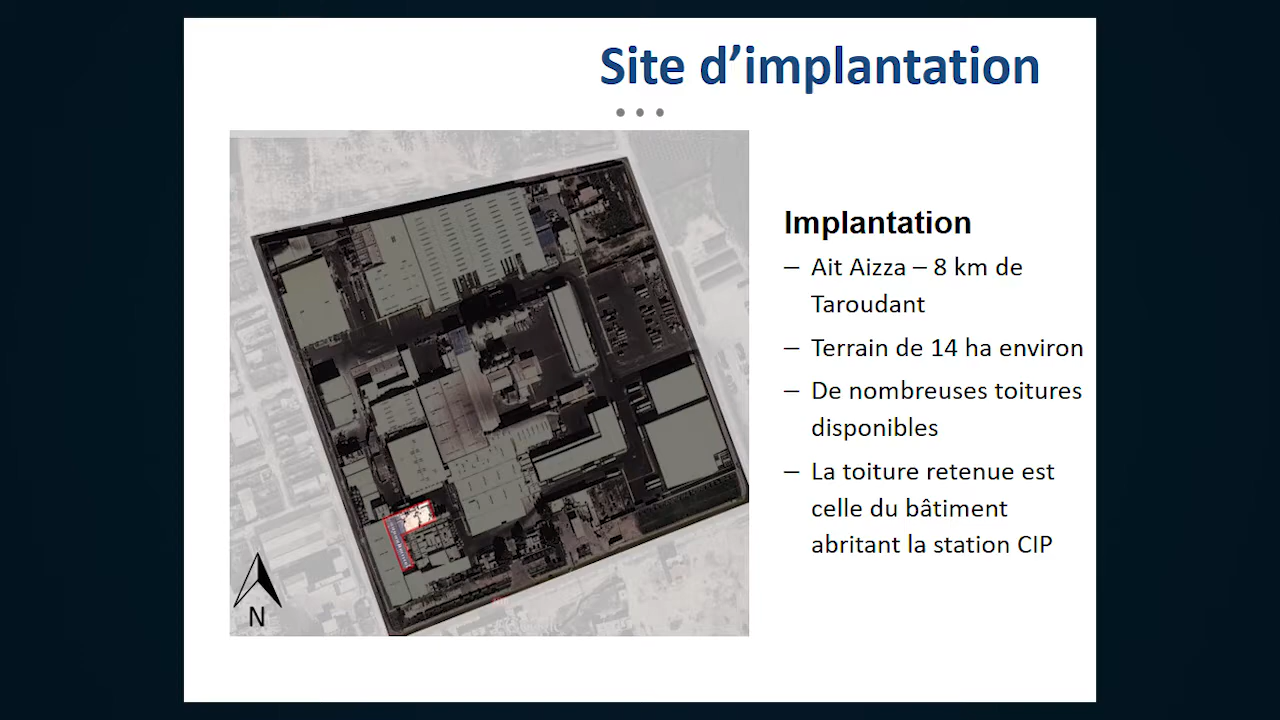 Site d’implantation
Implantation
– Ait Aizza – 8 km de
Taroudant
– Terrain de 14 ha environ
– De nombreuses toitures
disponibles
– La toiture retenue est
celle du bâtiment
abritant la station CIP
N